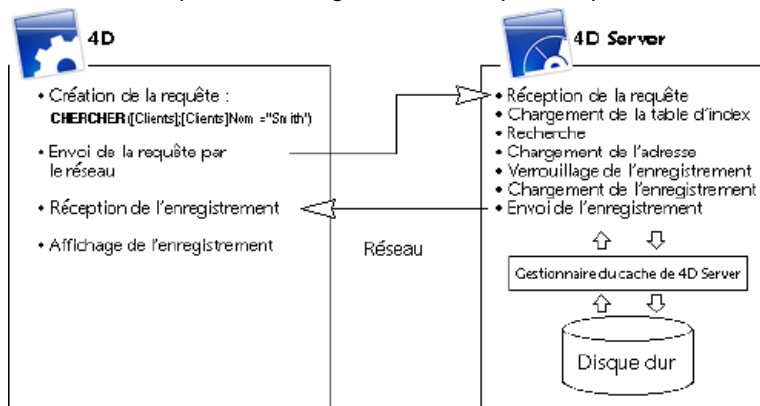 4D
• Création de la requête :
CHERCHER([Clients];[Clients]Nom ="Smith")
• Envoi de la requête par
le réseau
• Réception de l'enregistrement
• Affichage de l'enregistrement
Réseau
4D Server
• Réception de la requête
• Chargement de la table d'index
• Recherche
• Chargement de l'adresse
• Verrouillage de l'enregistrement
• Chargement de l'enregistrement
• Envoi de l'enregistrement
Gestionnaire du cache de 4D Server
Disque dur